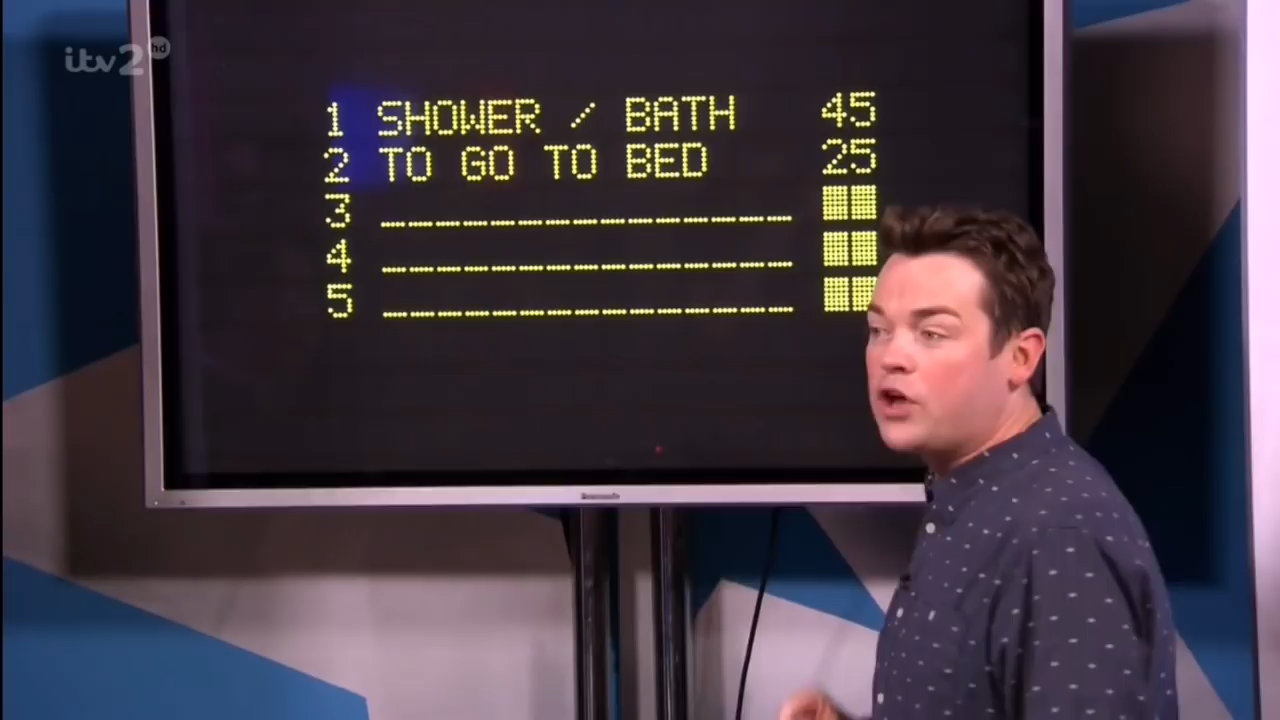 itv2 hd
1 SHOWER / BATH 45
2 TO GO TO BED 25
3
4
5